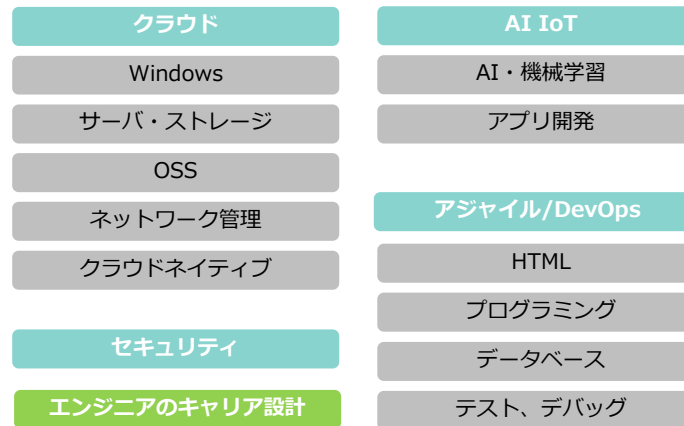 クラウド
Windows
サーバ・ストレージ
OSS
ネットワーク管理
クラウドネイティブ
セキュリティ
エンジニアのキャリア設計
AI IoT
AI・機械学習
アプリ開発
アジャイル/DevOps
HTML
プログラミング
データベース
テスト、デバッグ